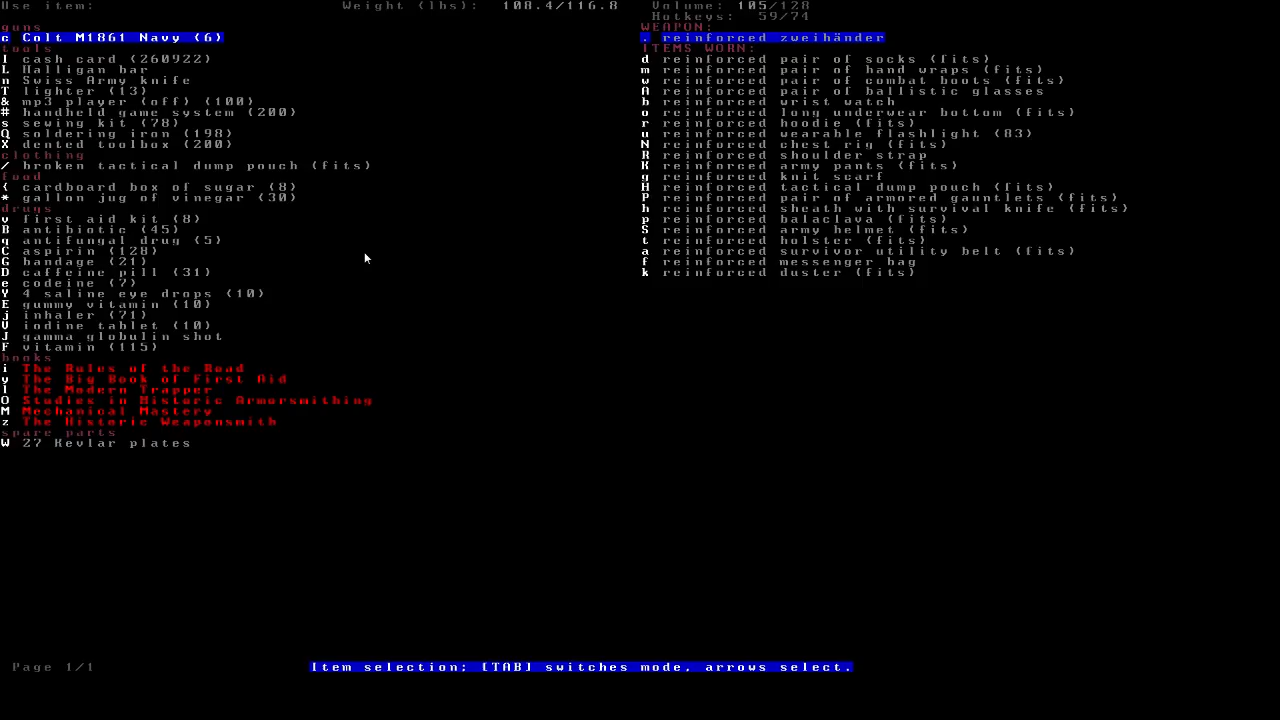 Use item: Weight (lbs): 108.4/116.8 Volume: 105/128
Hotkeys: 59/74
guns
c Colt M1861 Navy (6)
tools
I cash card (260922)
L Halligan bar
n Swiss Army knife
T lighter (13)
& mp3 player (off) (100)
# handheld game system (200)
s sewing kit (78)
Q soldering iron (198)
X dented toolbox (200)
clothing
/ broken tactical dump pouch (fits)
food
{ cardboard box of sugar (8)
* gallon jug of vinegar (30)
drugs
v first aid kit (8)
B antibiotic (45)
q antifungal drug (5)
C aspirin (128)
G bandage (21)
D caffeine pill (31)
e codeine (7)
Y 4 saline eye drops (10)
E gummy vitamin (10)
j inhaler (71)
V iodine tablet (10)
J gamma globulin shot
F vitamin (115)
books
i The Rules of the Road
y The Big Book of First Aid
l The Modern Trapper
O Studies in Historic Armorsmithing
M Mechanical Mastery
z The Historic Weaponsmith
spare parts
W 27 Kevlar plates
WEAPON:
. reinforced zweihänder
ITEMS WORN:
d reinforced pair of socks (fits)
m reinforced pair of hand wraps (fits)
w reinforced pair of combat boots (fits)
A reinforced pair of ballistic glasses
b reinforced wrist watch
o reinforced long underwear bottom (fits)
r reinforced hoodie (fits)
u reinforced wearable flashlight (83)
N reinforced chest rig (fits)
R reinforced shoulder strap
K reinforced army pants (fits)
g reinforced knit scarf
H reinforced tactical dump pouch (fits)
P reinforced pair of armored gauntlets (fits)
h reinforced sheath with survival knife (fits)
p reinforced balaclava (fits)
S reinforced army helmet (fits)
t reinforced holster (fits)
a reinforced survivor utility belt (fits)
f reinforced messenger bag
k reinforced duster (fits)
Page 1/1
Item selection: [TAB] switches mode, arrows select.